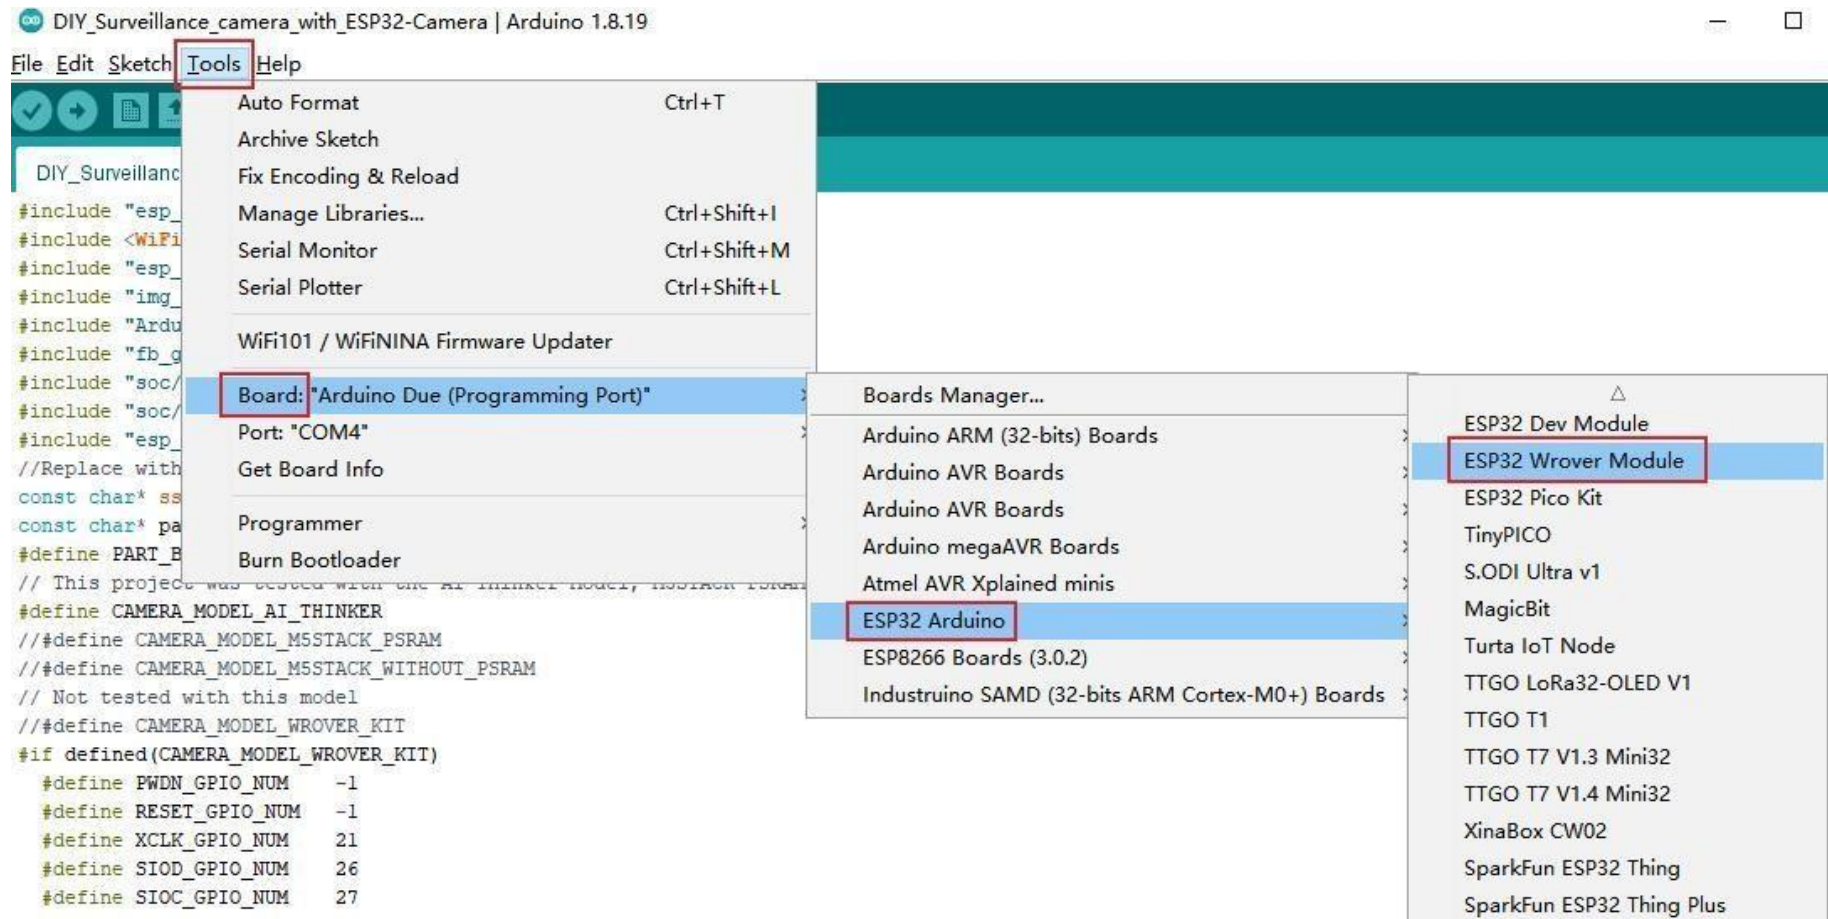 DIY_Surveillance_camera_with_ESP32-Camera | Arduino 1.8.19
File Edit Sketch Tools Help
Auto Format Ctrl+T
Archive Sketch
Fix Encoding & Reload
Manage Libraries... Ctrl+Shift+I
Serial Monitor Ctrl+Shift+M
Serial Plotter Ctrl+Shift+L
WiFi101 / WiFiNINA Firmware Updater
Board: "Arduino Due (Programming Port)"
Port: "COM4"
Get Board Info
Programmer
Burn Bootloader
Boards Manager...
Arduino ARM (32-bits) Boards
Arduino AVR Boards
Arduino AVR Boards
Arduino megaAVR Boards
Atmel AVR Xplained minis
ESP32 Arduino
ESP8266 Boards (3.0.2)
Industruino SAMD (32-bits ARM Cortex-M0+) Boards
ESP32 Dev Module
ESP32 Wrover Module
ESP32 Pico Kit
TinyPICO
S.ODI Ultra v1
MagicBit
Turta IoT Node
TTGO LoRa32-OLED V1
TTGO T1
TTGO T7 V1.3 Mini32
TTGO T7 V1.4 Mini32
XinaBox CW02
SparkFun ESP32 Thing
SparkFun ESP32 Thing Plus
DIY_Surveillanc
#include "esp_
#include <WiFi
#include "esp_
#include "img_
#include "Ardu
#include "fb_g
#include "soc/
#include "soc/
#include "esp_
//Replace with
const char* ss
const char* pa
#define PART_B
// This project was tested with the AI Thinker Model, M5STACK PSRAM
#define CAMERA_MODEL_AI_THINKER
//#define CAMERA_MODEL_M5STACK_PSRAM
//#define CAMERA_MODEL_M5STACK_WITHOUT_PSRAM
// Not tested with this model
//#define CAMERA_MODEL_WROVER_KIT
#if defined(CAMERA_MODEL_WROVER_KIT)
#define PWDN_GPIO_NUM -1
#define RESET_GPIO_NUM -1
#define XCLK_GPIO_NUM 21
#define SIOD_GPIO_NUM 26
#define SIOC_GPIO_NUM 27